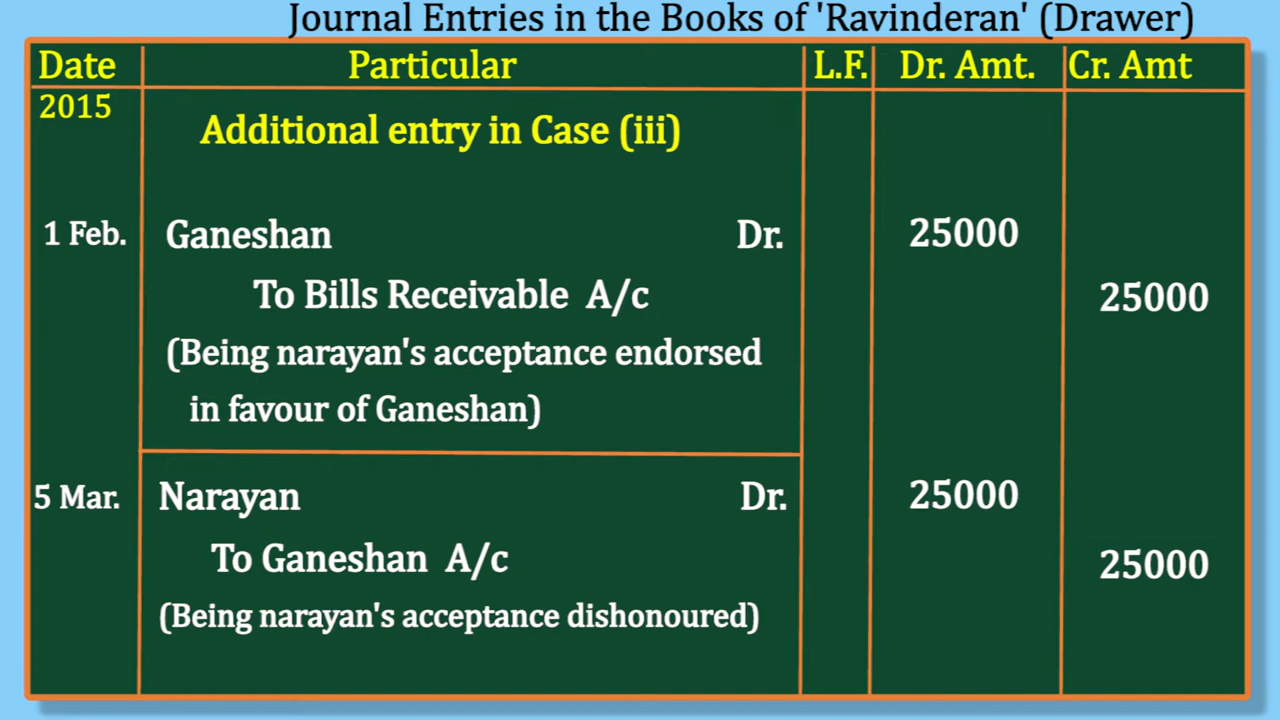 Journal Entries in the Books of 'Ravinderan' (Drawer)
Date Particular L.F. Dr. Amt. Cr. Amt
2015
Additional entry in Case (iii)
1 Feb. Ganeshan Dr. 25000
To Bills Receivable A/c 25000
(Being narayan's acceptance endorsed
in favour of Ganeshan)
5 Mar. Narayan Dr. 25000
To Ganeshan A/c 25000
(Being narayan's acceptance dishonoured)